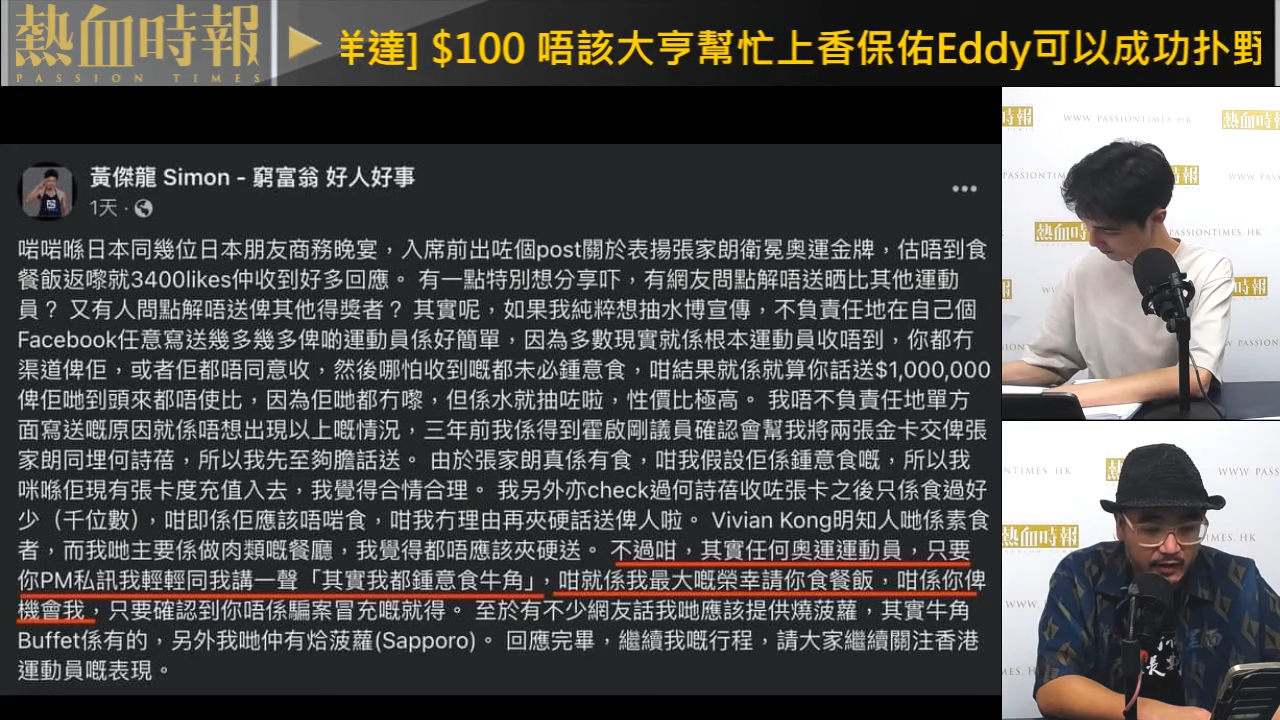 熱血時報
PASSION TIMES
羊達] $100 唔該大亨幫忙上香保佑Eddy可以成功扑野
黃傑龍 Simon - 窮富翁 好人好事
1天 ·
啱啱喺日本同幾位日本朋友商務晚宴，入席前出咗個post關於表揚張家朗衛冕奧運金牌，估唔到食
餐飯返嚟就3400likes仲收到好多回應。 有一點特別想分享吓，有網友問點解唔送晒比其他運動
員？ 又有人問點解唔送俾其他得獎者？ 其實呢，如果我純粹想抽水博宣傳，不負責任地在自己個
Facebook任意寫送幾多幾多俾啲運動員係好簡單，因為多數現實就係根本運動員收唔到，你都冇
渠道俾佢，或者佢都唔同意收，然後哪怕收到嘅都未必鍾意食，咁結果就係就算你話送$1,000,000
俾佢哋到頭來都唔使比，因為佢哋都冇嚟，但係水就抽咗啦，性價比極高。 我唔不負責任地單方
面寫送嘅原因就係唔想出現以上嘅情況，三年前我係得到霍啟剛議員確認會幫我將兩張金卡交俾張
家朗同埋何詩蓓，所以我先至夠膽話送。 由於張家朗真係有食，咁我假設佢係鍾意食嘅，所以我
咪喺佢現有張卡度充值入去，我覺得合情合理。 我另外亦check過何詩蓓收咗張卡之後只係食過好
少（千位數），咁即係佢應該唔啱食，咁我冇理由再夾硬話送俾人啦。 Vivian Kong明知人哋係素食
者，而我哋主要係做肉類嘅餐廳，我覺得都唔應該夾硬送。 不過咁，其實任何奧運運動員，只要
你PM私訊我輕輕同我講一聲「其實我都鍾意食牛角」，咁就係我最大嘅榮幸請你食餐飯，咁係你俾
機會我，只要確認到你唔係騙案冒充嘅就得。 至於有不少網友話我哋應該提供燒菠蘿，其實牛角
Buffet係有的，另外我哋仲有烚菠蘿(Sapporo)。 回應完畢，繼續我嘅行程，請大家繼續關注香港
運動員嘅表現。
時報
WWW.PASSIONTIMES.HK
熱血時報
熱血時報